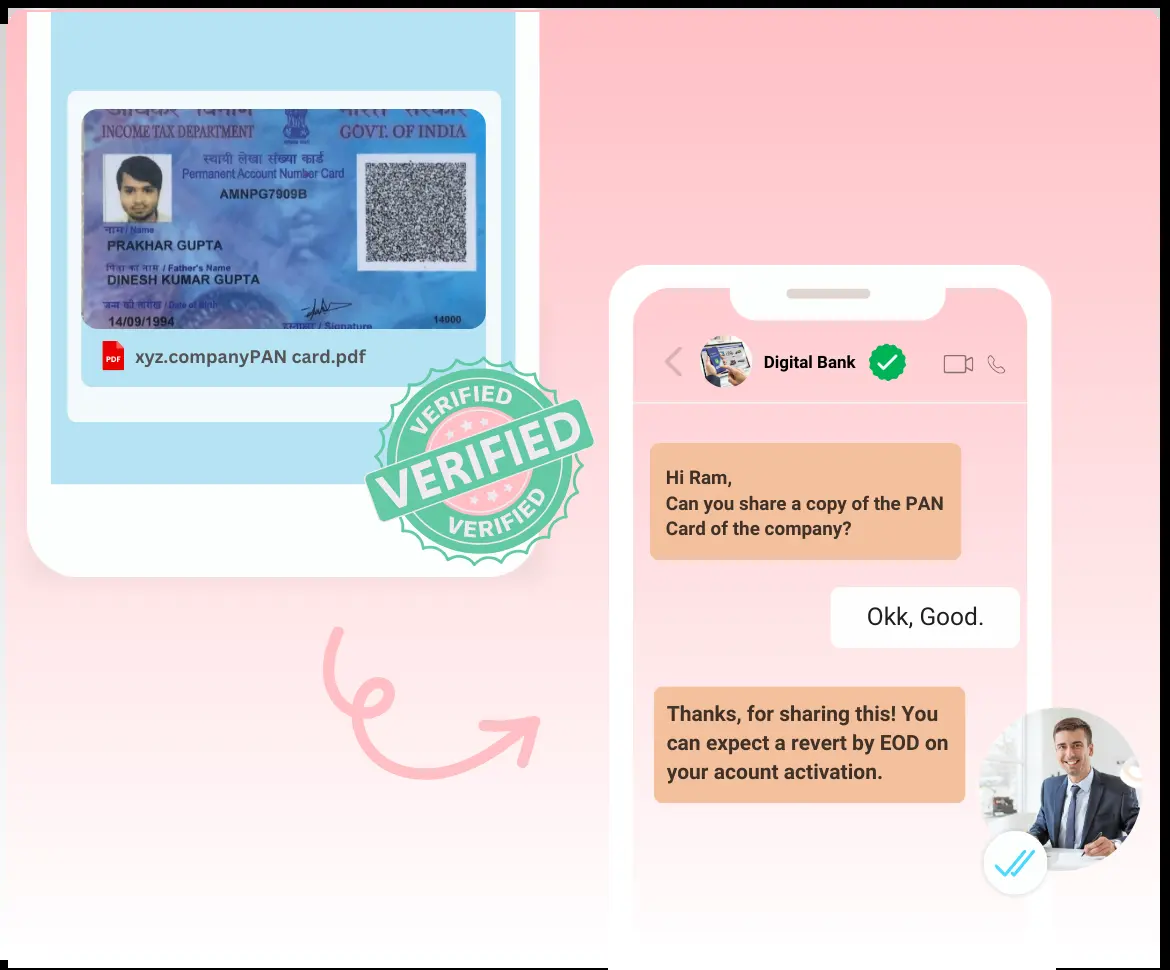 आयकर विभाग
भारत सरकार
INCOME TAX DEPARTMENT
GOVT. OF INDIA
स्थायी लेखा संख्या कार्ड
Permanent Account Number Card
AMNPG7909B
नाम / Name
PRAKHAR GUPTA
पिता का नाम / Father's Name
DINESH KUMAR GUPTA
जन्म की तारीख / Date of Birth
14/09/1994
हस्ताक्षर / Signature
14000
PDF
xyz.companyPAN card.pdf
VERIFIED
VERIFIED
VERIFIED
Digital Bank
Hi Ram,
Can you share a copy of the PAN
Card of the company?
Okk, Good.
Thanks, for sharing this! You
can expect a revert by EOD on
your acount activation.